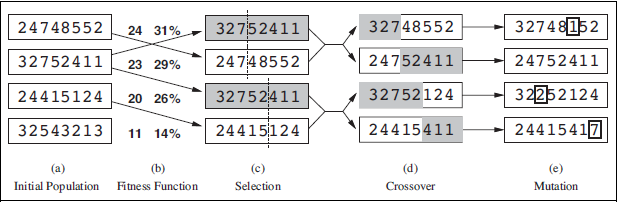 24748552 24 31% 32752411 32748552 32748152
32752411 23 29% 24748552 24752411 24752411
24415124 20 26% 32752411 32752124 32252124
32543213 11 14% 24415124 24415411 24415417
(a) (b) (c) (d) (e)
Initial Population Fitness Function Selection Crossover Mutation